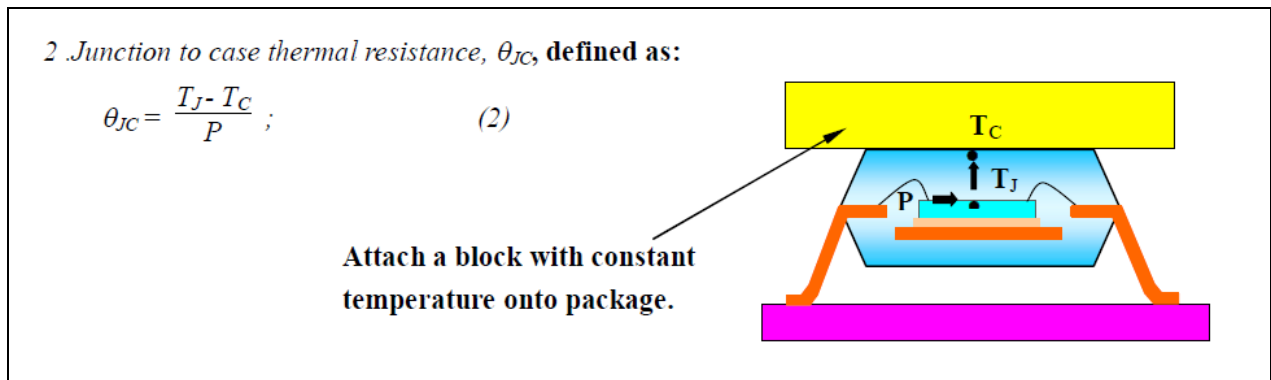 2 .Junction to case thermal resistance, θJC, defined as:
θJC = TJ - TC / P ; (2)
TC
TJ
P
Attach a block with constant
temperature onto package.